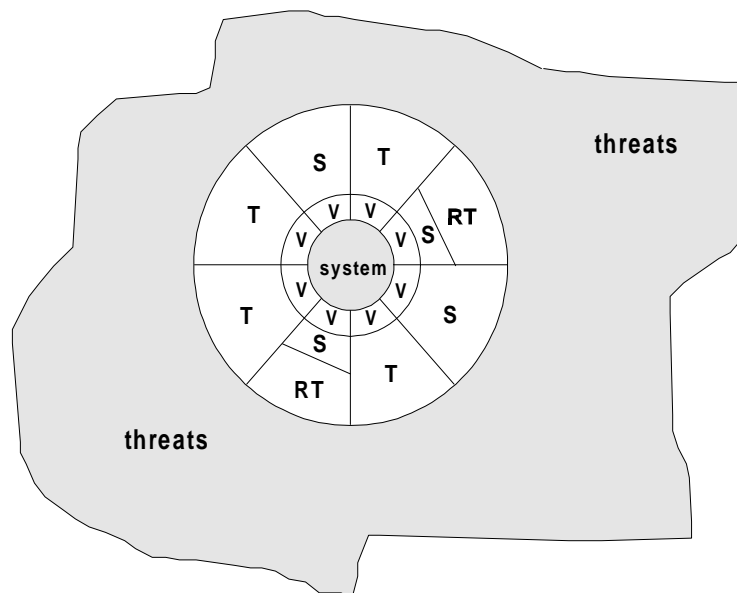 threats
S T
T RT
V V
V S V
system
V V
T S
V V
S
RT T
threats